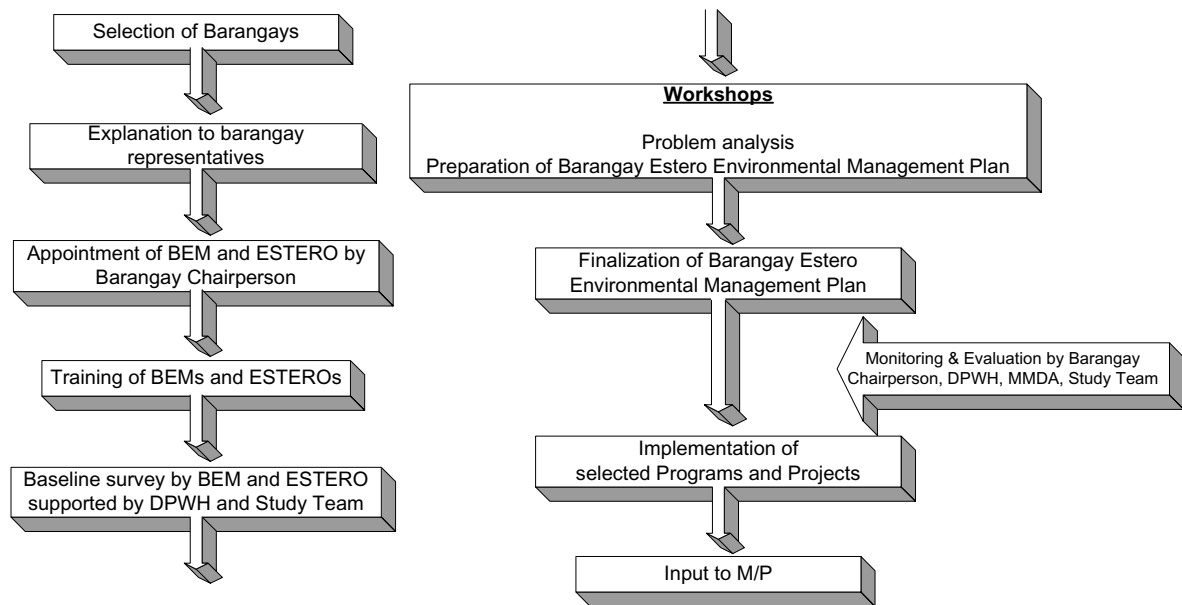 Selection of Barangays
Explanation to barangay
representatives
Appointment of BEM and ESTERO by
Barangay Chairperson
Training of BEMs and ESTEROs
Baseline survey by BEM and ESTERO
supported by DPWH and Study Team
Workshops
Problem analysis
Preparation of Barangay Estero Environmental Management Plan
Finalization of Barangay Estero
Environmental Management Plan
Monitoring & Evaluation by Barangay
Chairperson, DPWH, MMDA, Study Team
Implementation of
selected Programs and Projects
Input to M/P